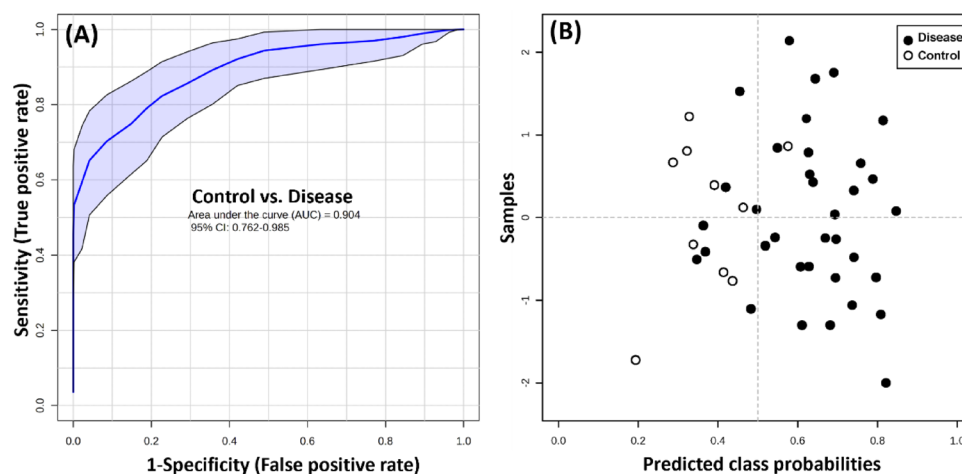 (A)
Sensitivity (True positive rate)
1.0
0.8
0.6
0.4
0.2
0.0
Control vs. Disease
Area under the curve (AUC) = 0.904
95% CI: 0.762-0.985
0.0 0.2 0.4 0.6 0.8 1.0
1-Specificity (False positive rate)
(B)
Disease
Control
Samples
2
1
0
-1
-2
0.0 0.2 0.4 0.6 0.8 1.0
Predicted class probabilities